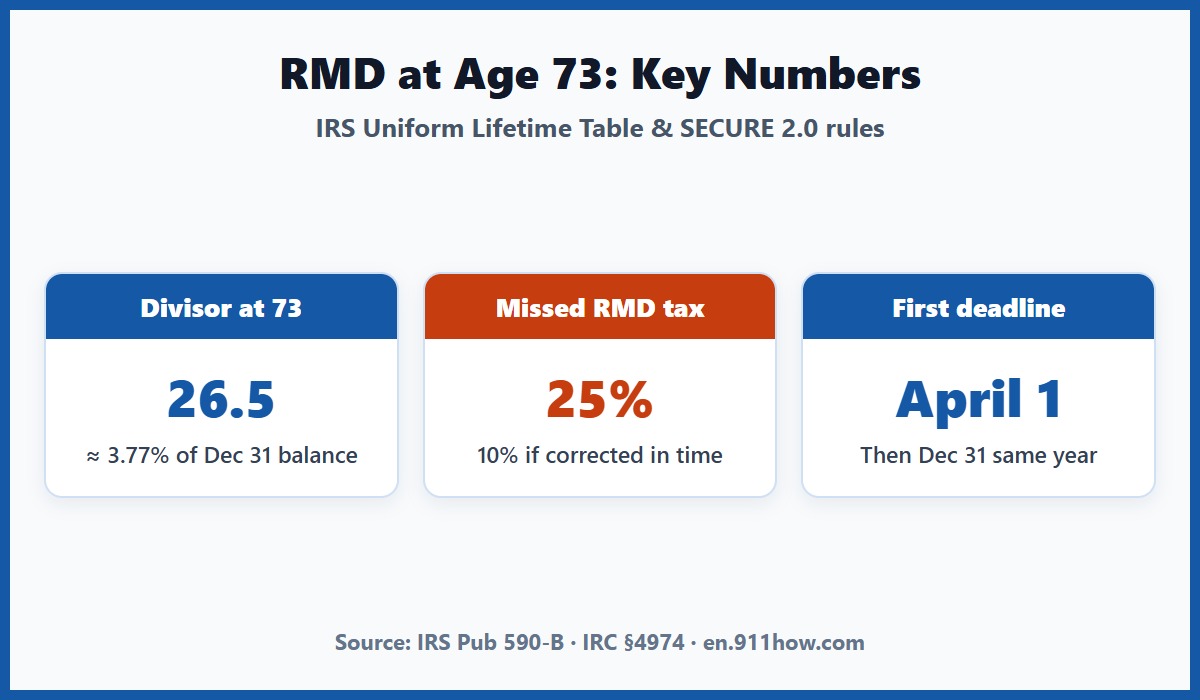 RMD at Age 73: Key Numbers
IRS Uniform Lifetime Table & SECURE 2.0 rules
Divisor at 73
26.5
≈ 3.77% of Dec 31 balance
Missed RMD tax
25%
10% if corrected in time
First deadline
April 1
Then Dec 31 same year
Source: IRS Pub 590-B · IRC §4974 · en.911how.com